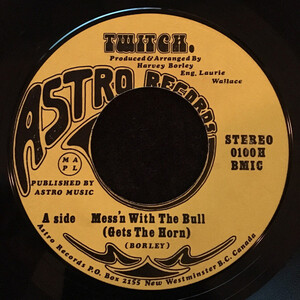 TWITCH.
Produced & Arranged By
Harvey Borley
Eng. Laurie
Wallace
ASTRO RECORDS
M A
P L
PUBLISHED BY
ASTRO MUSIC
STEREO
0100H
BMIC
A side Mess'n With The Bull
(Gets The Horn)
(BORLEY)
Astro Records P.O. Box 2155 New Westminster B.C. Canada